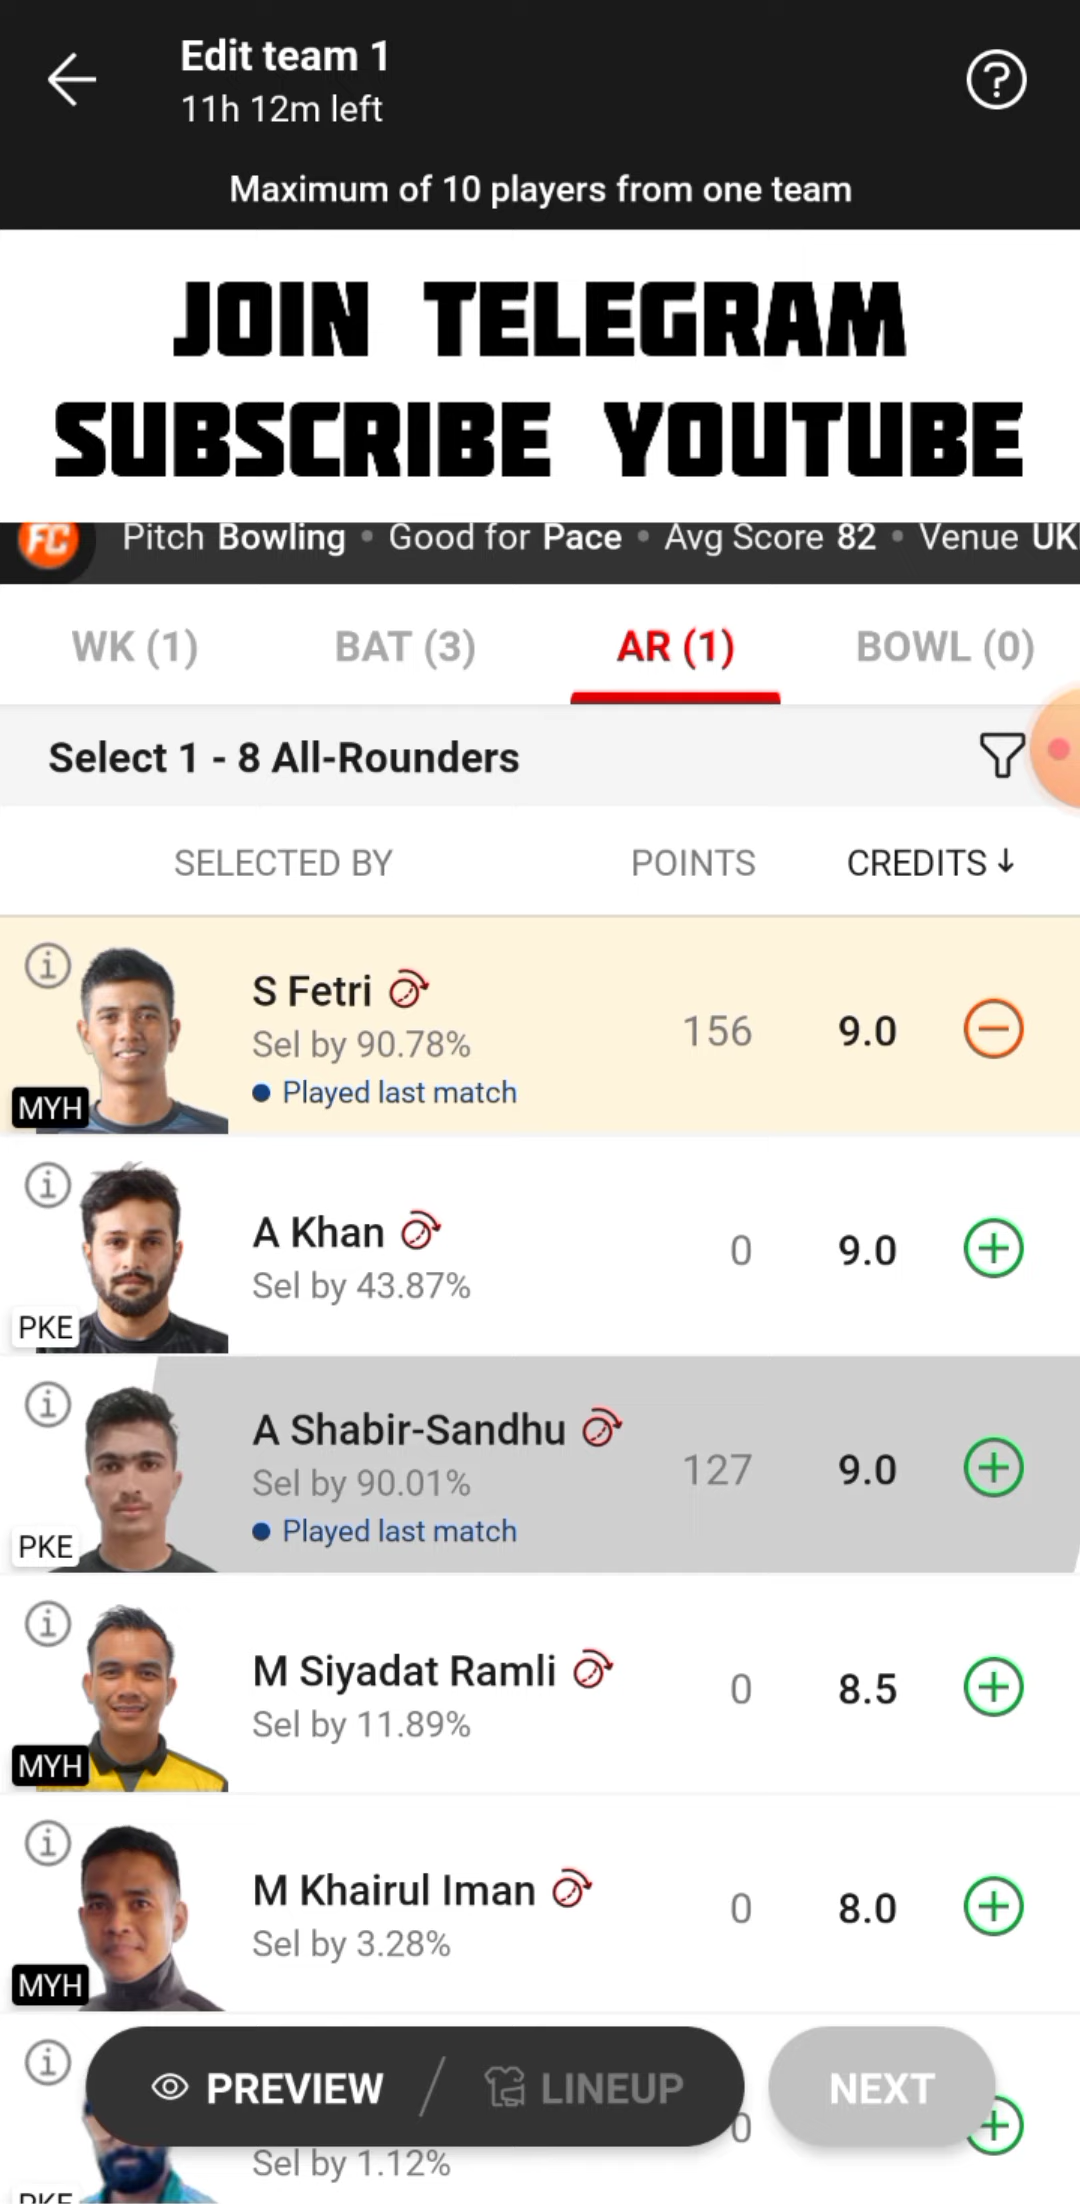 Edit team 1
11h 12m left
Maximum of 10 players from one team
JOIN TELEGRAM
SUBSCRIBE YOUTUBE
FC Pitch Bowling • Good for Pace • Avg Score 82 • Venue UK
WK (1) BAT (3) AR (1) BOWL (0)
Select 1 - 8 All-Rounders
SELECTED BY POINTS CREDITS ↓
S Fetri
Sel by 90.78%
• Played last match
156 9.0
MYH
A Khan
Sel by 43.87%
0 9.0
PKE
A Shabir-Sandhu
Sel by 90.01%
• Played last match
127 9.0
PKE
M Siyadat Ramli
Sel by 11.89%
0 8.5
MYH
M Khairul Iman
Sel by 3.28%
0 8.0
MYH
PREVIEW / LINEUP NEXT
0
Sel by 1.12%
PKE